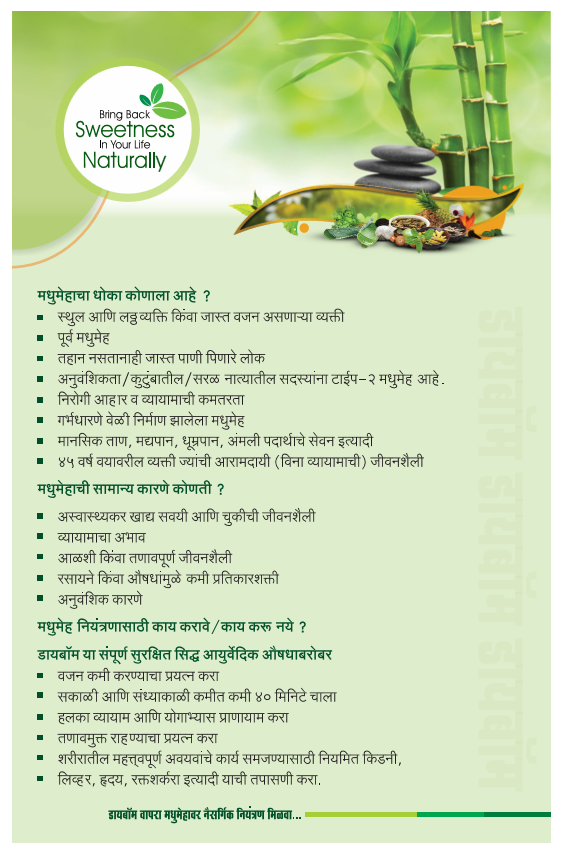 Bring Back
Sweetness
In Your Life
Naturally
मधुमेहाचा धोका कोणाला आहे ?
स्थुल आणि लठ्ठ व्यक्ति किंवा जास्त वजन असणाऱ्या व्यक्ती
पूर्व मधुमेह
तहान नसतानाही जास्त पाणी पिणारे लोक
अनुवंशिकता/कुटुंबातील/सरळ नात्यातील सदस्यांना टाईप-२ मधुमेह आहे.
निरोगी आहार व व्यायामाची कमतरता
गर्भधारणे वेळी निर्माण झालेला मधुमेह
मानसिक ताण, मद्यपान, धूम्रपान, अंमली पदार्थाचे सेवन इत्यादी
४५ वर्ष वयावरील व्यक्ती ज्यांची आरामदायी (विना व्यायामाची) जीवनशैली
मधुमेहाची सामान्य कारणे कोणती ?
अस्वास्थ्यकर खाद्य सवयी आणि चुकीची जीवनशैली
व्यायामाचा अभाव
आळशी किंवा तणावपूर्ण जीवनशैली
रसायने किंवा औषधांमुळे कमी प्रतिकारशक्ती
अनुवंशिक कारणे
मधुमेह नियंत्रणासाठी काय करावे/काय करू नये ?
डायबॉम या संपूर्ण सुरक्षित सिद्ध आयुर्वेदिक औषधाबरोबर
वजन कमी करण्याचा प्रयत्न करा
सकाळी आणि संध्याकाळी कमीत कमी ४० मिनिटे चाला
हलका व्यायाम आणि योगाभ्यास प्राणायाम करा
तणावमुक्त राहण्याचा प्रयत्न करा
शरीरातील महत्त्वपूर्ण अवयवांचे कार्य समजण्यासाठी नियमित किडनी,
लिव्हर, हृदय, रक्तशर्करा इत्यादी याची तपासणी करा.
डायबॉम वापरा मधुमेहावर नैसर्गिक नियंत्रण मिळवा...
डायबॉम डायबॉम डायबॉम